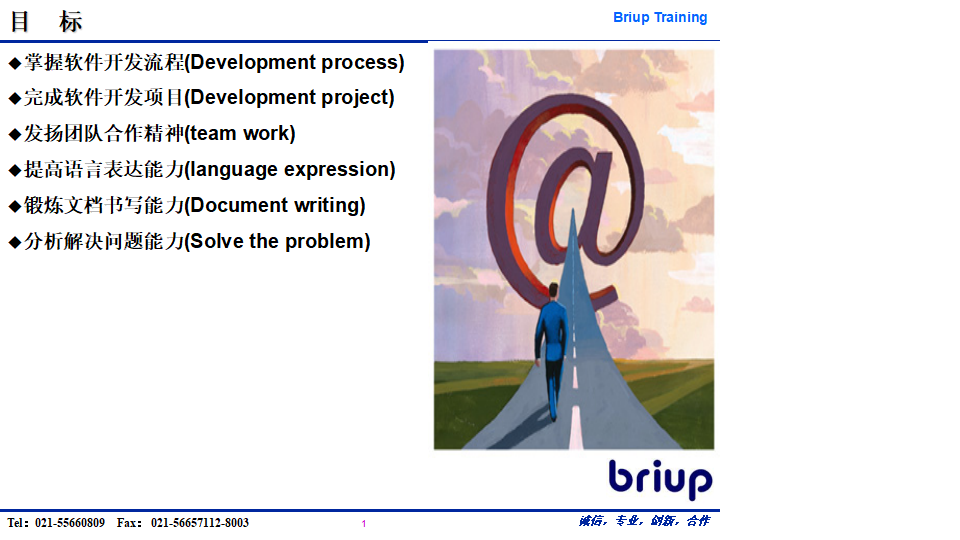 目 标
Briup Training
◆掌握软件开发流程(Development process)
◆完成软件开发项目(Development project)
◆发扬团队合作精神(team work)
◆提高语言表达能力(language expression)
◆锻炼文档书写能力(Document writing)
◆分析解决问题能力(Solve the problem)
@
briup
Tel：021-55660809 Fax： 021-56657112-8003
1
诚信，专业，创新，合作